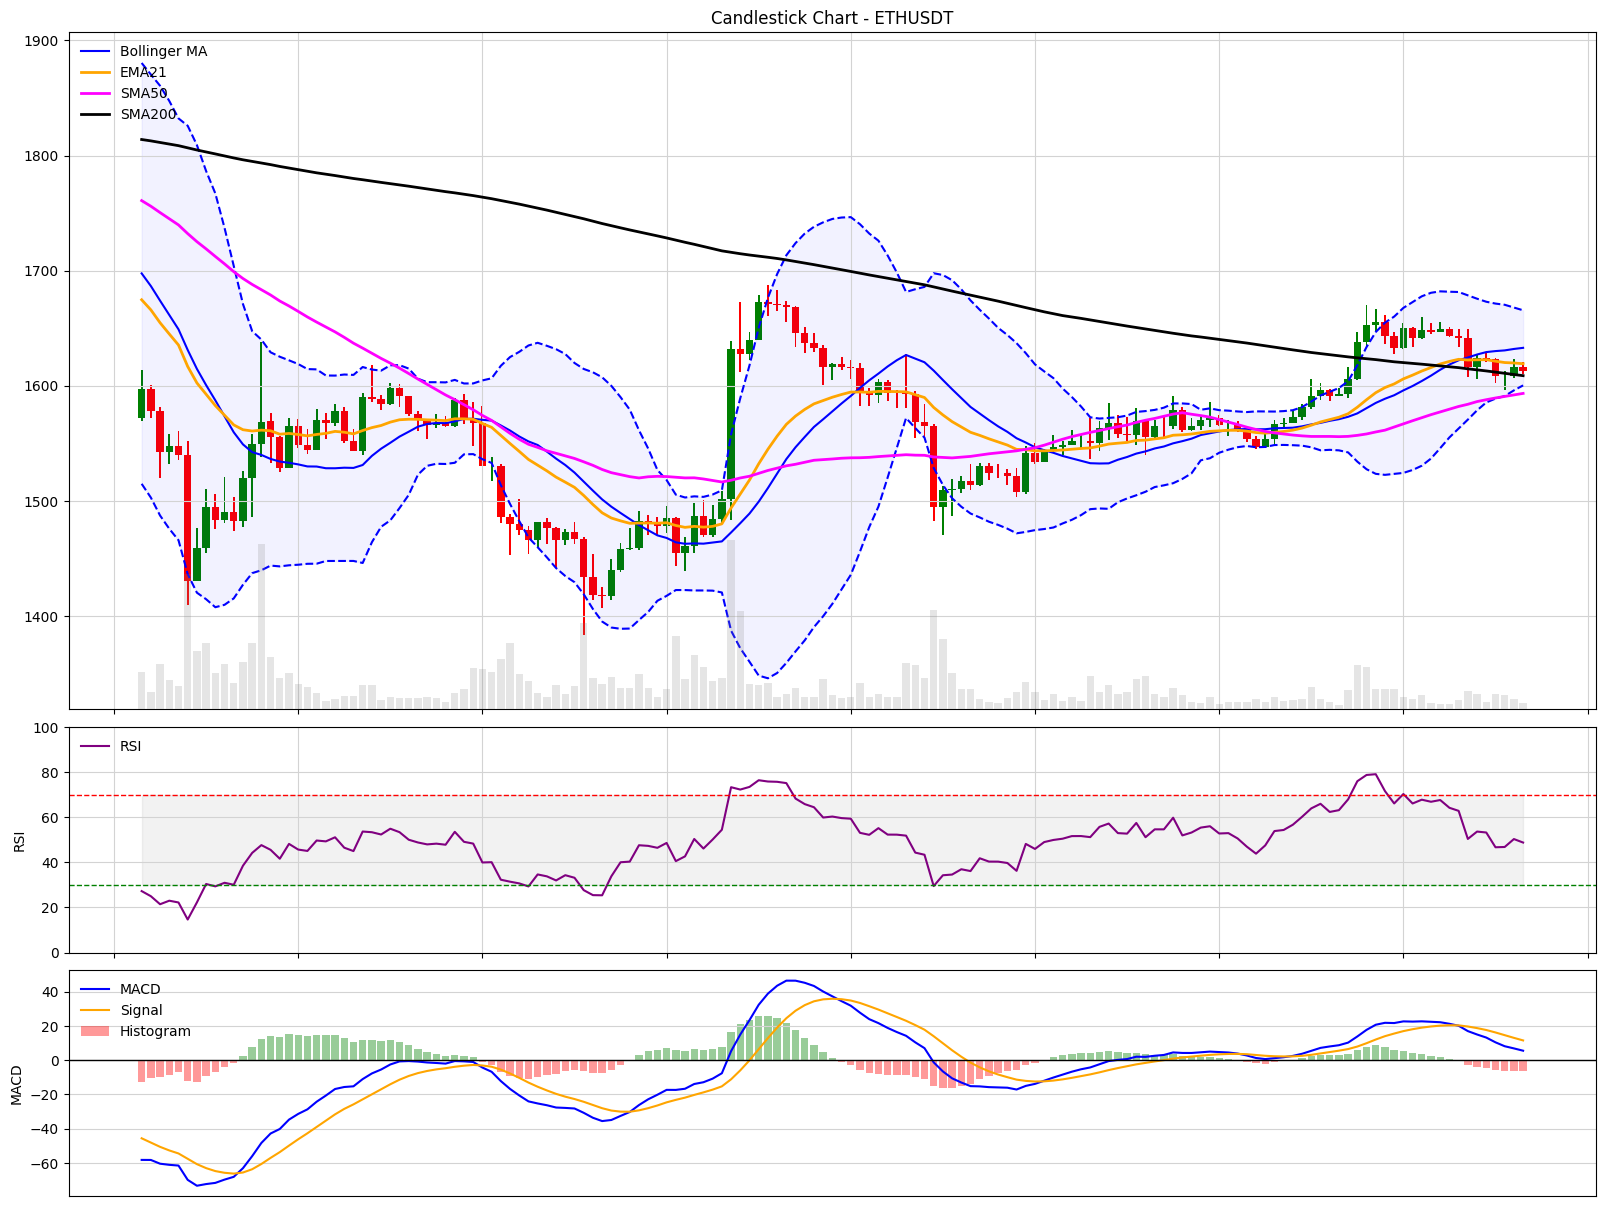 Candlestick Chart - ETHUSDT
1900
1800
1700
1600
1500
1400
Bollinger MA
EMA21
SMA50
SMA200
100
80
60
40
20
0
RSI
RSI
40
20
0
−20
−40
−60
MACD
MACD
Signal
Histogram